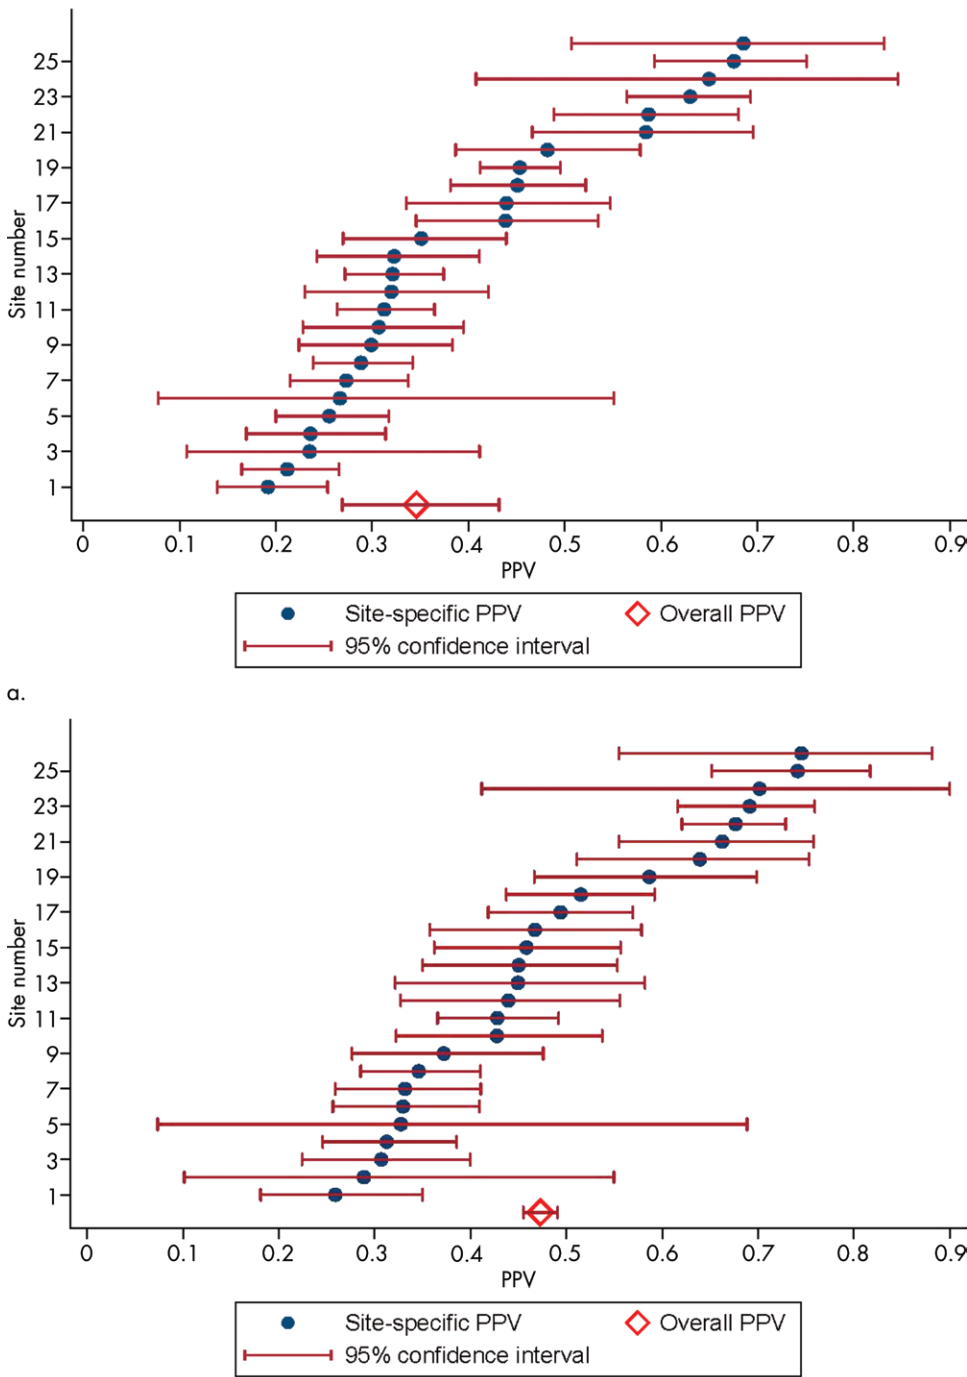 25
23
21
19
17
15
13
11
9
7
5
3
1
Site number
0 0.1 0.2 0.3 0.4 0.5 0.6 0.7 0.8 0.9
PPV
Site-specific PPV Overall PPV
95% confidence interval
a.
25
23
21
19
17
15
13
11
9
7
5
3
1
Site number
0 0.1 0.2 0.3 0.4 0.5 0.6 0.7 0.8 0.9
PPV
Site-specific PPV Overall PPV
95% confidence interval